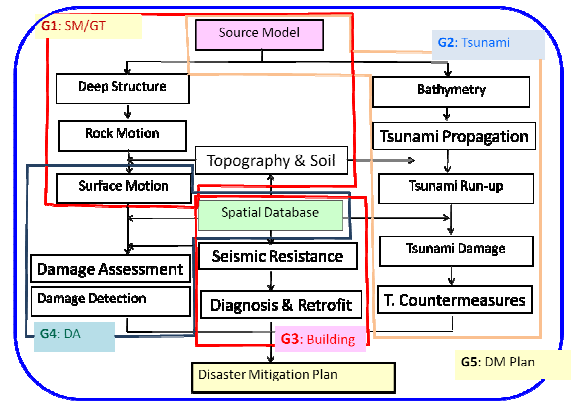 G1: SM/GT
Source Model
G2: Tsunami
Deep Structure
Bathymetry
Rock Motion
Tsunami Propagation
Topography & Soil
Surface Motion
Tsunami Run-up
Spatial Database
Damage Assessment
Seismic Resistance
Tsunami Damage
Damage Detection
Diagnosis & Retrofit
T. Countermeasures
G4: DA
G3: Building
G5: DM Plan
Disaster Mitigation Plan